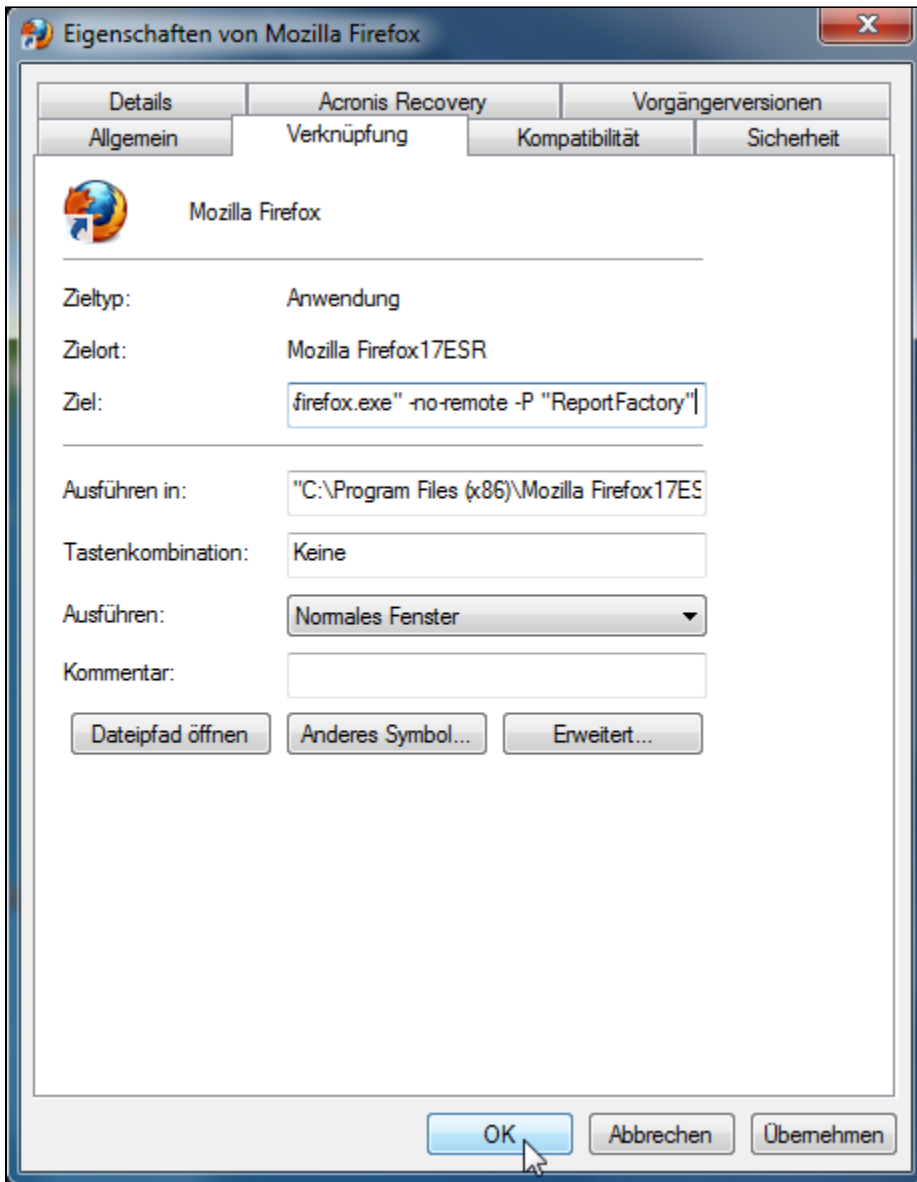 Eigenschaften von Mozilla Firefox
Details Acronis Recovery Vorgängerversionen
Allgemein Verknüpfung Kompatibilität Sicherheit
Mozilla Firefox
Zieltyp: Anwendung
Zielort: Mozilla Firefox17ESR
Ziel: firefox.exe" -no-remote -P "ReportFactory"
Ausführen in: "C:\Program Files (x86)\Mozilla Firefox17ES
Tastenkombination: Keine
Ausführen: Normales Fenster
Kommentar:
Dateipfad öffnen Anderes Symbol... Erweitert...
OK Abbrechen Übernehmen